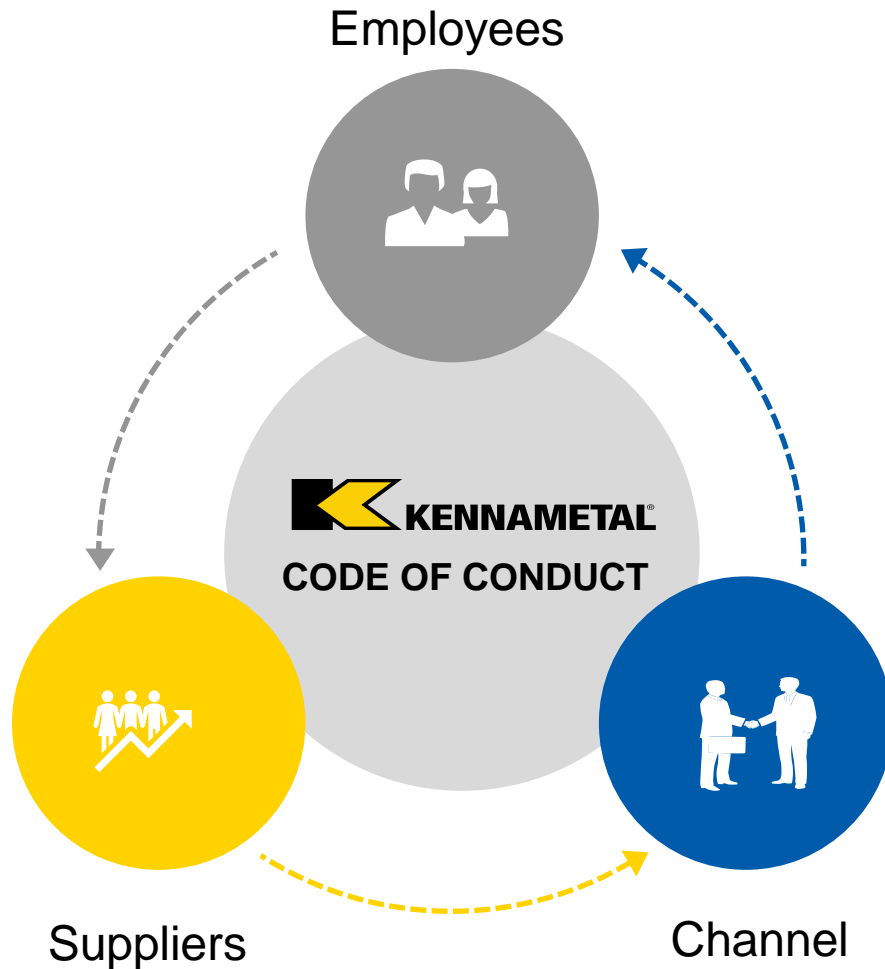 Employees
KENNAMETAL®
CODE OF CONDUCT
Suppliers
Channel